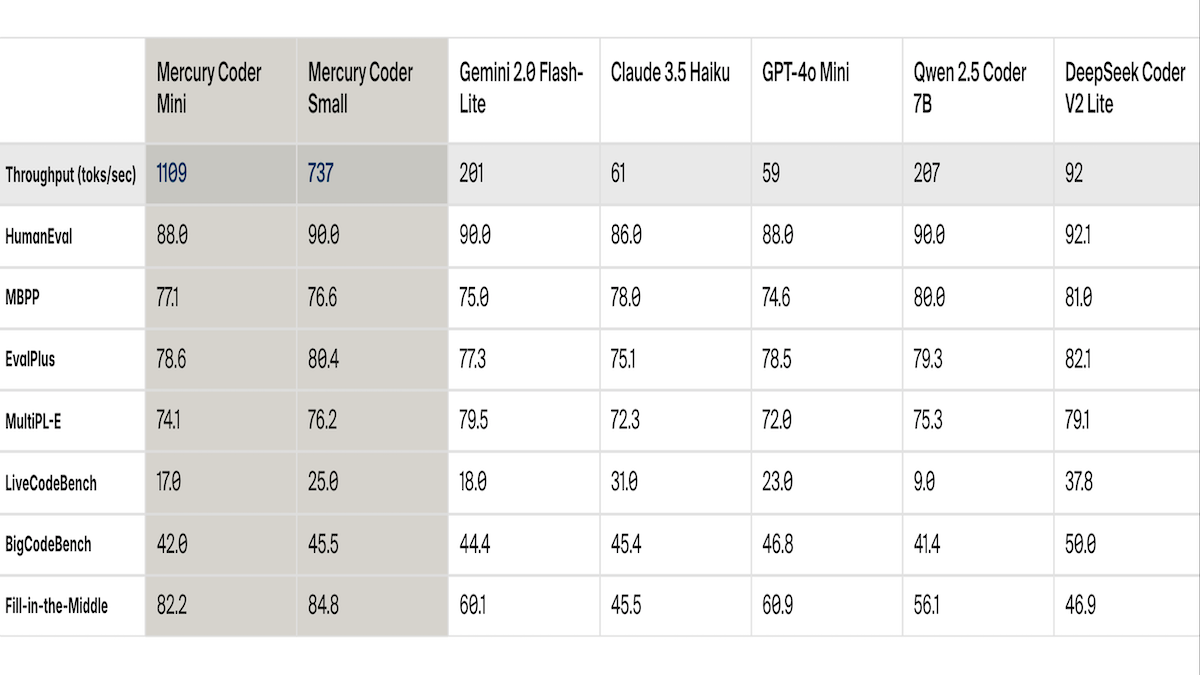 Mercury Coder Mini Mercury Coder Small Gemini 2.0 Flash-Lite Claude 3.5 Haiku GPT-4o Mini Qwen 2.5 Coder 7B DeepSeek Coder V2 Lite
Throughput (toks/sec) 1109 737 201 61 59 207 92
HumanEval 88.0 90.0 90.0 86.0 88.0 90.0 92.1
MBPP 77.1 76.6 75.0 78.0 74.6 80.0 81.0
EvalPlus 78.6 80.4 77.3 75.1 78.5 79.3 82.1
MultiPL-E 74.1 76.2 79.5 72.3 72.0 75.3 79.1
LiveCodeBench 17.0 25.0 18.0 31.0 23.0 9.0 37.8
BigCodeBench 42.0 45.5 44.4 45.4 46.8 41.4 50.0
Fill-in-the-Middle 82.2 84.8 60.1 45.5 60.9 56.1 46.9